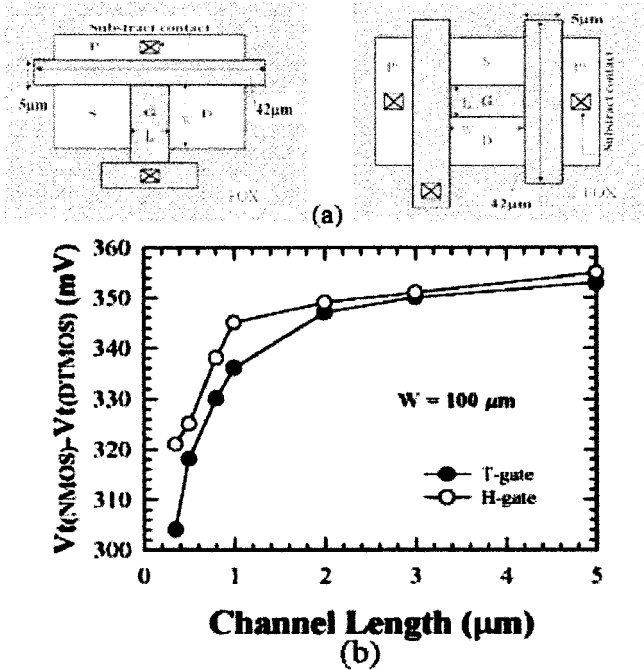 Substract contact
P⁺
5μm
42μm
S
G
L
W
D
FOX
5μm
P⁺
S
L
G
W
D
P⁺
Substract contact
42μm
FOX
(a)
Vt(NMOS)-Vt(DTMOS) (mV)
360
350
340
330
320
310
300
W = 100 μm
T-gate
H-gate
0
1
2
3
4
5
Channel Length (μm)
(b)